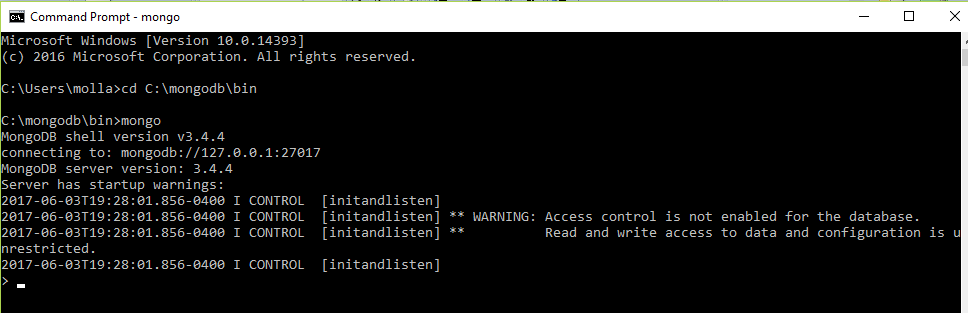 Command Prompt - mongo
Microsoft Windows [Version 10.0.14393]
(c) 2016 Microsoft Corporation. All rights reserved.
C:\Users\molla>cd C:\mongodb\bin
C:\mongodb\bin>mongo
MongoDB shell version v3.4.4
connecting to: mongodb://127.0.0.1:27017
MongoDB server version: 3.4.4
Server has startup warnings:
2017-06-03T19:28:01.856-0400 I CONTROL  [initandlisten]
2017-06-03T19:28:01.856-0400 I CONTROL  [initandlisten] ** WARNING: Access control is not enabled for the database.
2017-06-03T19:28:01.856-0400 I CONTROL  [initandlisten] **          Read and write access to data and configuration is u
nrestricted.
2017-06-03T19:28:01.856-0400 I CONTROL  [initandlisten]
>